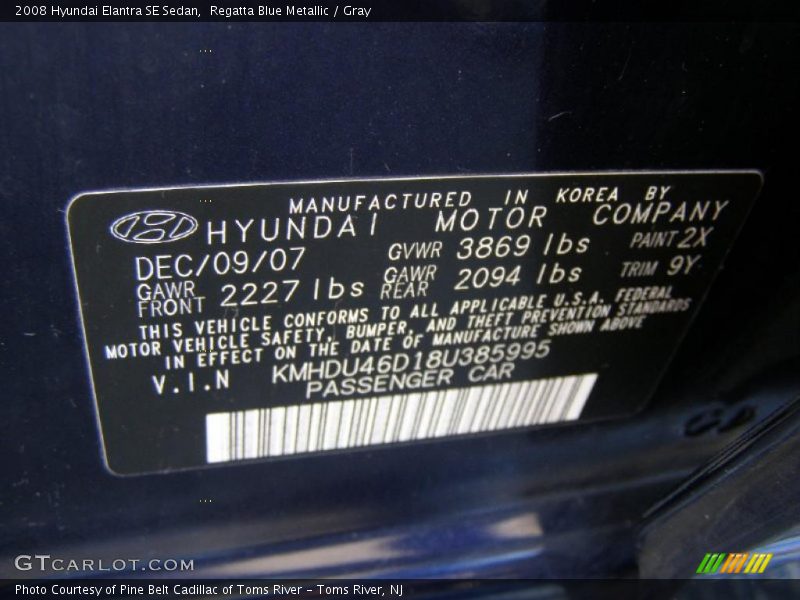 2008 Hyundai Elantra SE Sedan, Regatta Blue Metallic / Gray
MANUFACTURED IN KOREA BY
HYUNDAI MOTOR COMPANY
DEC/09/07 GVWR 3869 lbs PAINT 2X
GAWR FRONT 2227 lbs GAWR REAR 2094 lbs TRIM 9Y
THIS VEHICLE CONFORMS TO ALL APPLICABLE U.S.A. FEDERAL
MOTOR VEHICLE SAFETY, BUMPER, AND THEFT PREVENTION STANDARDS
IN EFFECT ON THE DATE OF MANUFACTURE SHOWN ABOVE
V.I.N KMHDU46D18U385995
PASSENGER CAR
GTCARLOT.COM
Photo Courtesy of Pine Belt Cadillac of Toms River – Toms River, NJ